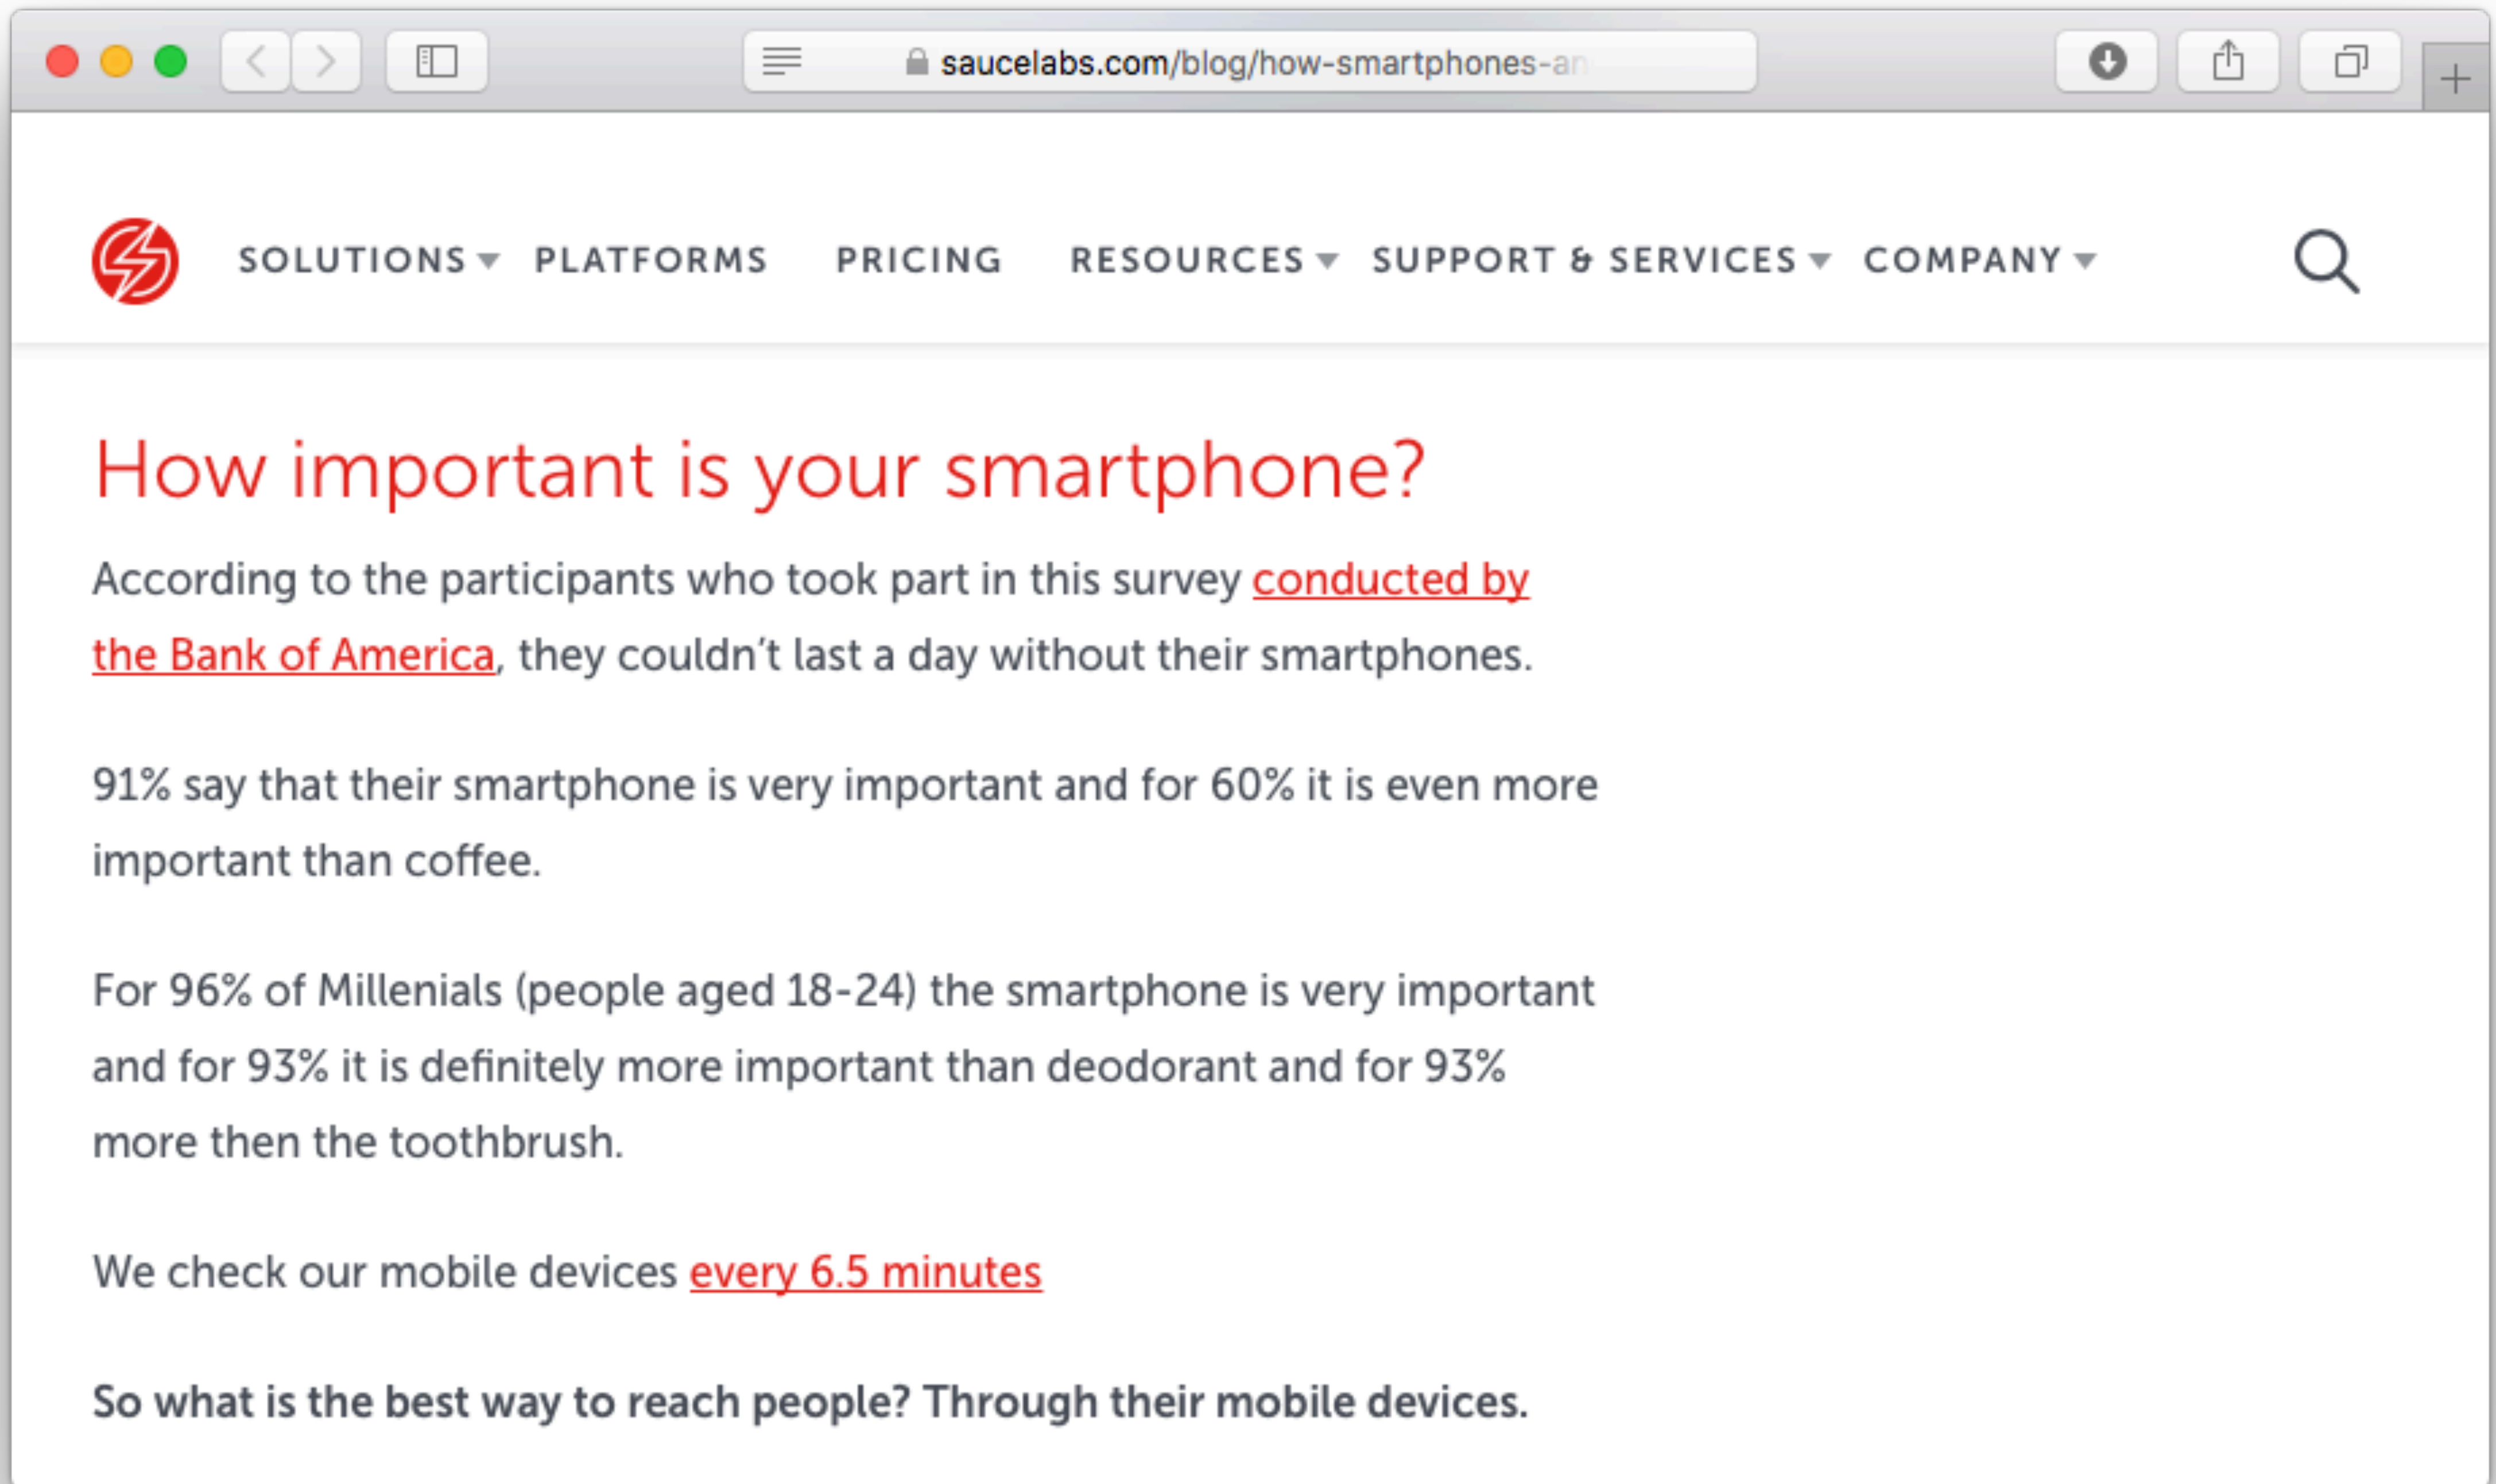 saucelabs.com/blog/how-smartphones-an
SOLUTIONS PLATFORMS PRICING RESOURCES SUPPORT & SERVICES COMPANY
How important is your smartphone?
According to the participants who took part in this survey conducted by
the Bank of America, they couldn't last a day without their smartphones.
91% say that their smartphone is very important and for 60% it is even more
important than coffee.
For 96% of Millenials (people aged 18-24) the smartphone is very important
and for 93% it is definitely more important than deodorant and for 93%
more then the toothbrush.
We check our mobile devices every 6.5 minutes
So what is the best way to reach people? Through their mobile devices.